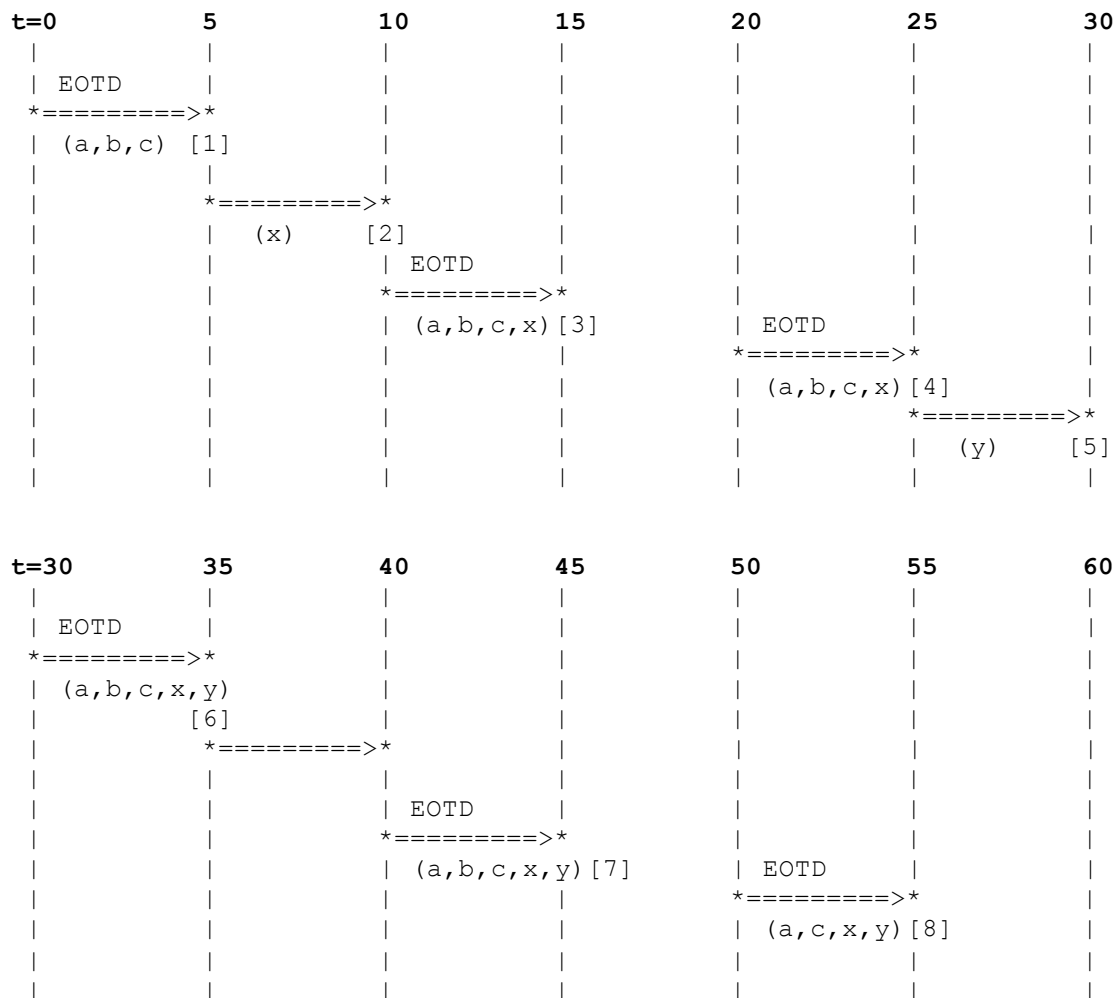 t=0 5 10 15 20 25 30
| | | | | | |
| EOTD | | | | | |
*=========>* | | | | |
| (a,b,c) [1] | | | | |
| | | | | | |
| *=========>* | | | |
| | (x) [2] | | | |
| | | EOTD | | | |
| | *=========>* | | |
| | | (a,b,c,x)[3] | EOTD | |
| | | | *=========>* |
| | | | | (a,b,c,x)[4] |
| | | | | *=========>*
| | | | | | (y) [5]
| | | | | | |
t=30 35 40 45 50 55 60
| | | | | | |
| EOTD | | | | | |
*=========>* | | | | |
| (a,b,c,x,y) | | | | |
| [6] | | | | |
| *=========>* | | | |
| | | | | | |
| | | EOTD | | | |
| | *=========>* | | |
| | | (a,b,c,x,y)[7] | EOTD | |
| | | | *=========>* |
| | | | | (a,c,x,y)[8] |
| | | | | | |
| | | | | | |